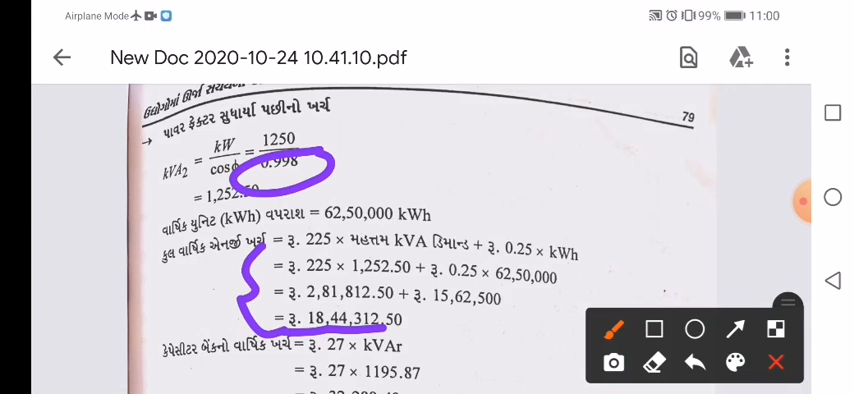 Airplane Mode 99% 11:00
New Doc 2020-10-24 10.41.10.pdf
ઉદ્યોગોમાં ઊર્જા 79
→ પાવર ફેક્ટર સુધાર્યા પછીનો ખર્ચ
kVA₂ = kW / cosϕ = 1250 / 0.998
= 1,252.50
વાર્ષિક યુનિટ (kWh) વપરાશ = 62,50,000 kWh
કુલ વાર્ષિક એનર્જી ખર્ચ = રૂ. 225 × મહત્તમ kVA ડિમાન્ડ + રૂ. 0.25 × kWh
= રૂ. 225 × 1,252.50 + રૂ. 0.25 × 62,50,000
= રૂ. 2,81,812.50 + રૂ. 15,62,500
= રૂ. 18,44,312.50
કેપેસીટર બેંકનો વાર્ષિક ખર્ચ = રૂ. 27 × kVAr
= રૂ. 27 × 1195.87